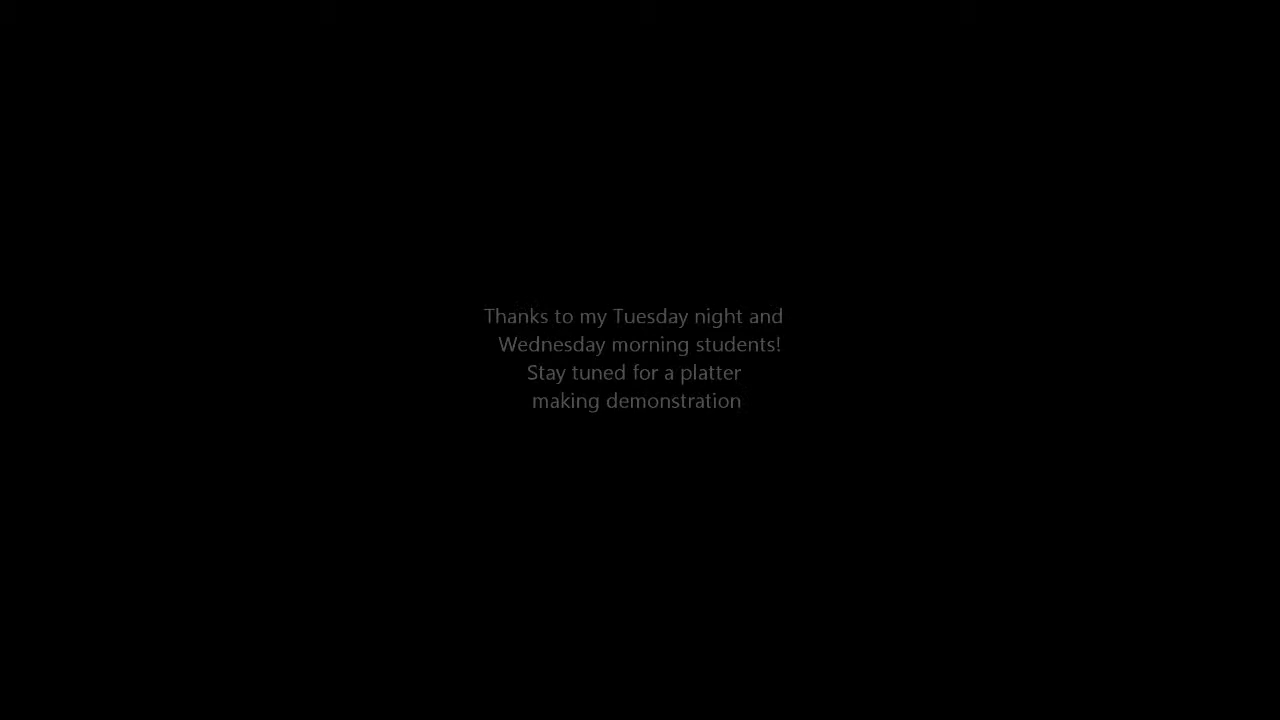 Thanks to my Tuesday night and
Wednesday morning students!
Stay tuned for a platter
making demonstration